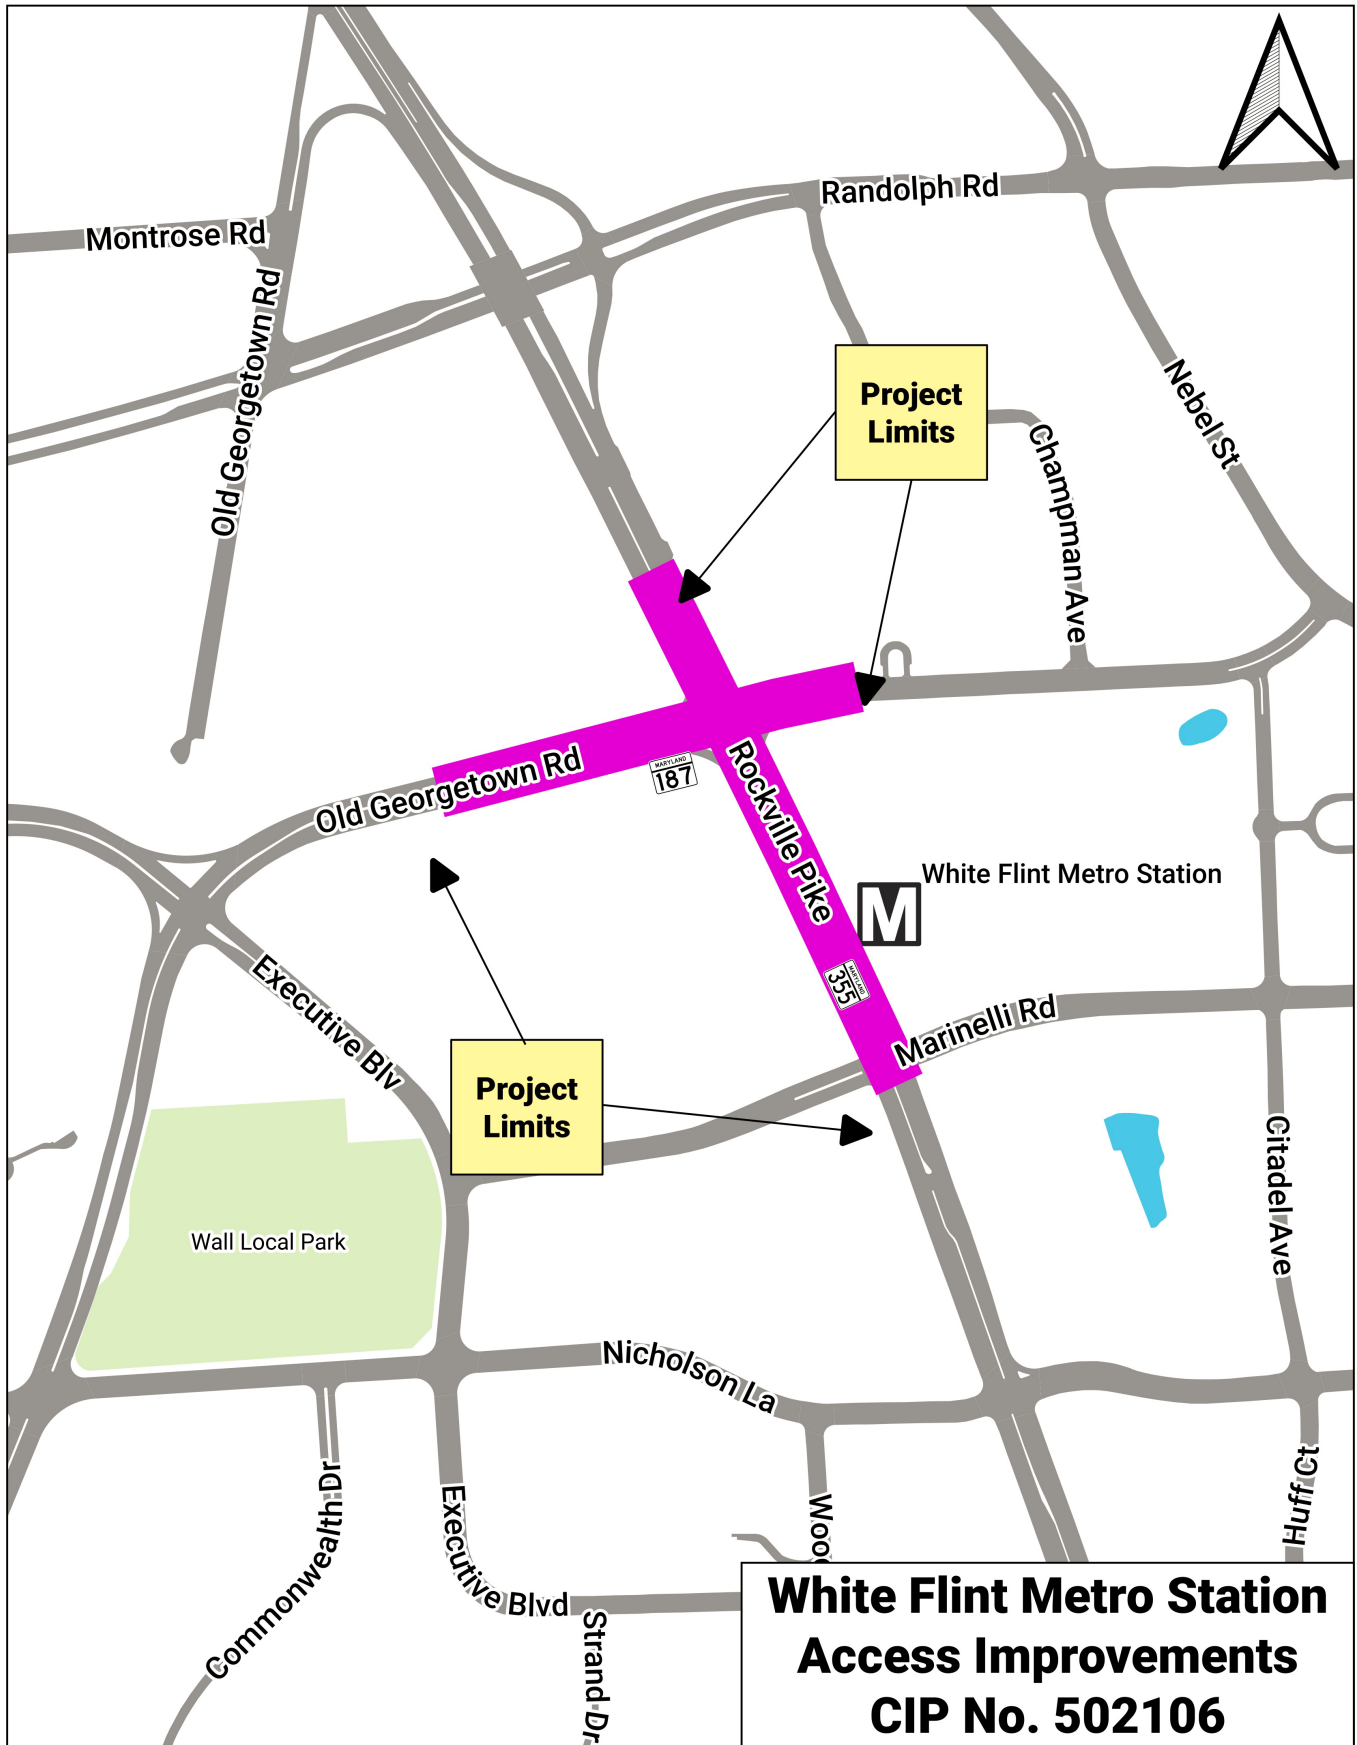 Randolph Rd
Montrose Rd
Old Georgetown Rd
Project
Limits
Nebel St
Champman Ave
Old Georgetown Rd
MARYLAND
187
Rockville Pike
White Flint Metro Station
M
MARYLAND
355
Executive Blv
Marinelli Rd
Project
Limits
Citadel Ave
Wall Local Park
Nicholson La
Commonwealth Dr
Executive Blvd
Huff Ct
Strand Dr
White Flint Metro Station
Access Improvements
CIP No. 502106